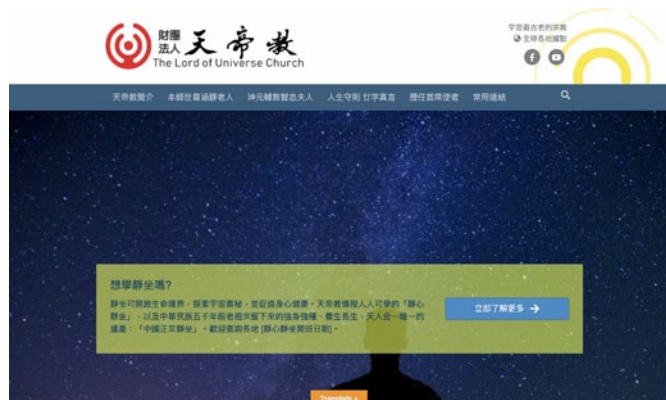 財團
法人
天帝教
The Lord of Universe Church
宇宙最古老的宗教
全球各地據點
天帝教簡介 本師世尊涵靜老人 坤元輔教智忠夫人 人生守則 廿字真言 歷任首席使者 常用連結
想學靜坐嗎?
靜坐可開啟生命境界,探索宇宙奧秘,並促進身心健康。天帝教傳授人人可學的「靜心
靜坐」,以及中華民族五千年前老祖宗留下來的強身強種、養生長生、天人合一唯一的
道產:「中國正宗靜坐」。歡迎查詢各地 [靜心靜坐開班日期]。
立即了解更多 →
Translate »